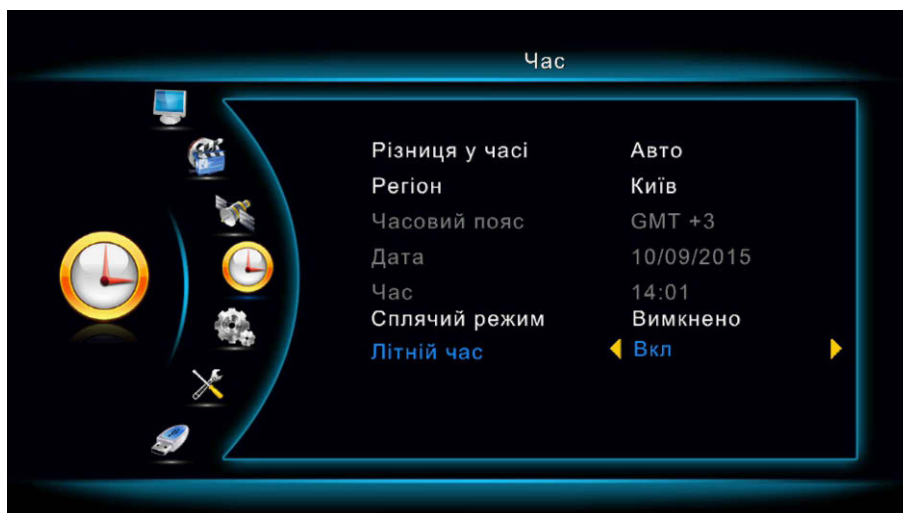 Час
Різниця у часі Авто
Регіон Київ
Часовий пояс GMT +3
Дата 10/09/2015
Час 14:01
Сплячий режим Вимкнено
Літній час Вкл